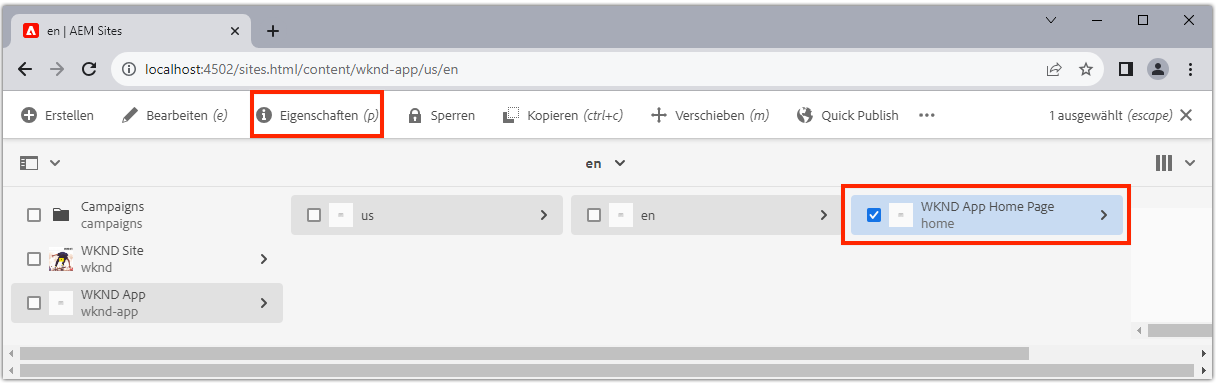 en | AEM Sites
localhost:4502/sites.html/content/wknd-app/us/en
Erstellen Bearbeiten (e) Eigenschaften (p) Sperren Kopieren (ctrl+c) Verschieben (m) Quick Publish 1 ausgewählt (escape)
en
Campaigns
campaigns
WKND Site
wknd
WKND App
wknd-app
us
en
WKND App Home Page
home